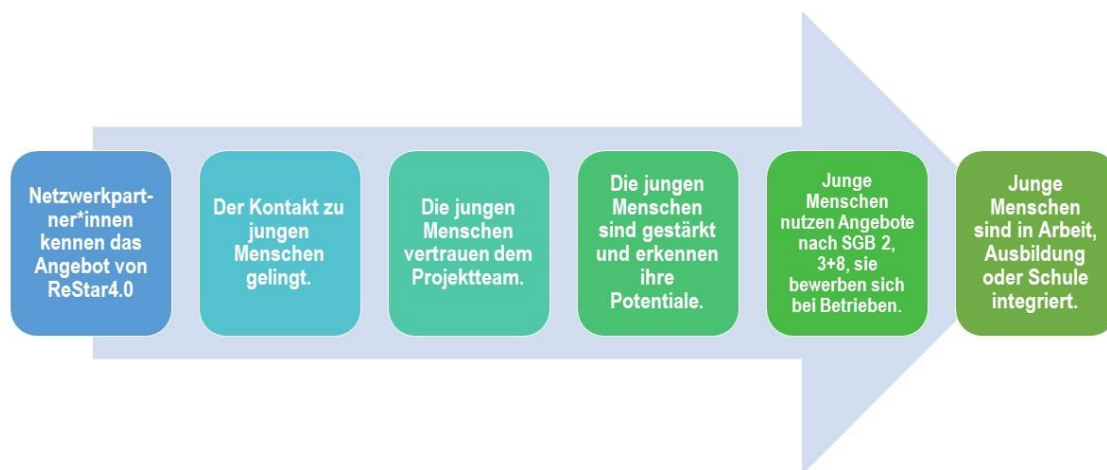 Netzwerkpart-
ner*innen
kennen das
Angebot von
ReStar4.0
Der Kontakt zu
jungen
Menschen
gelingt.
Die jungen
Menschen
vertrauen dem
Projektteam.
Die jungen
Menschen
sind gestärkt
und erkennen
ihre
Potentiale.
Junge
Menschen
nutzen Angebote
nach SGB 2,
3+8, sie
bewerben sich
bei Betrieben.
Junge
Menschen
sind in Arbeit,
Ausbildung
oder Schule
integriert.